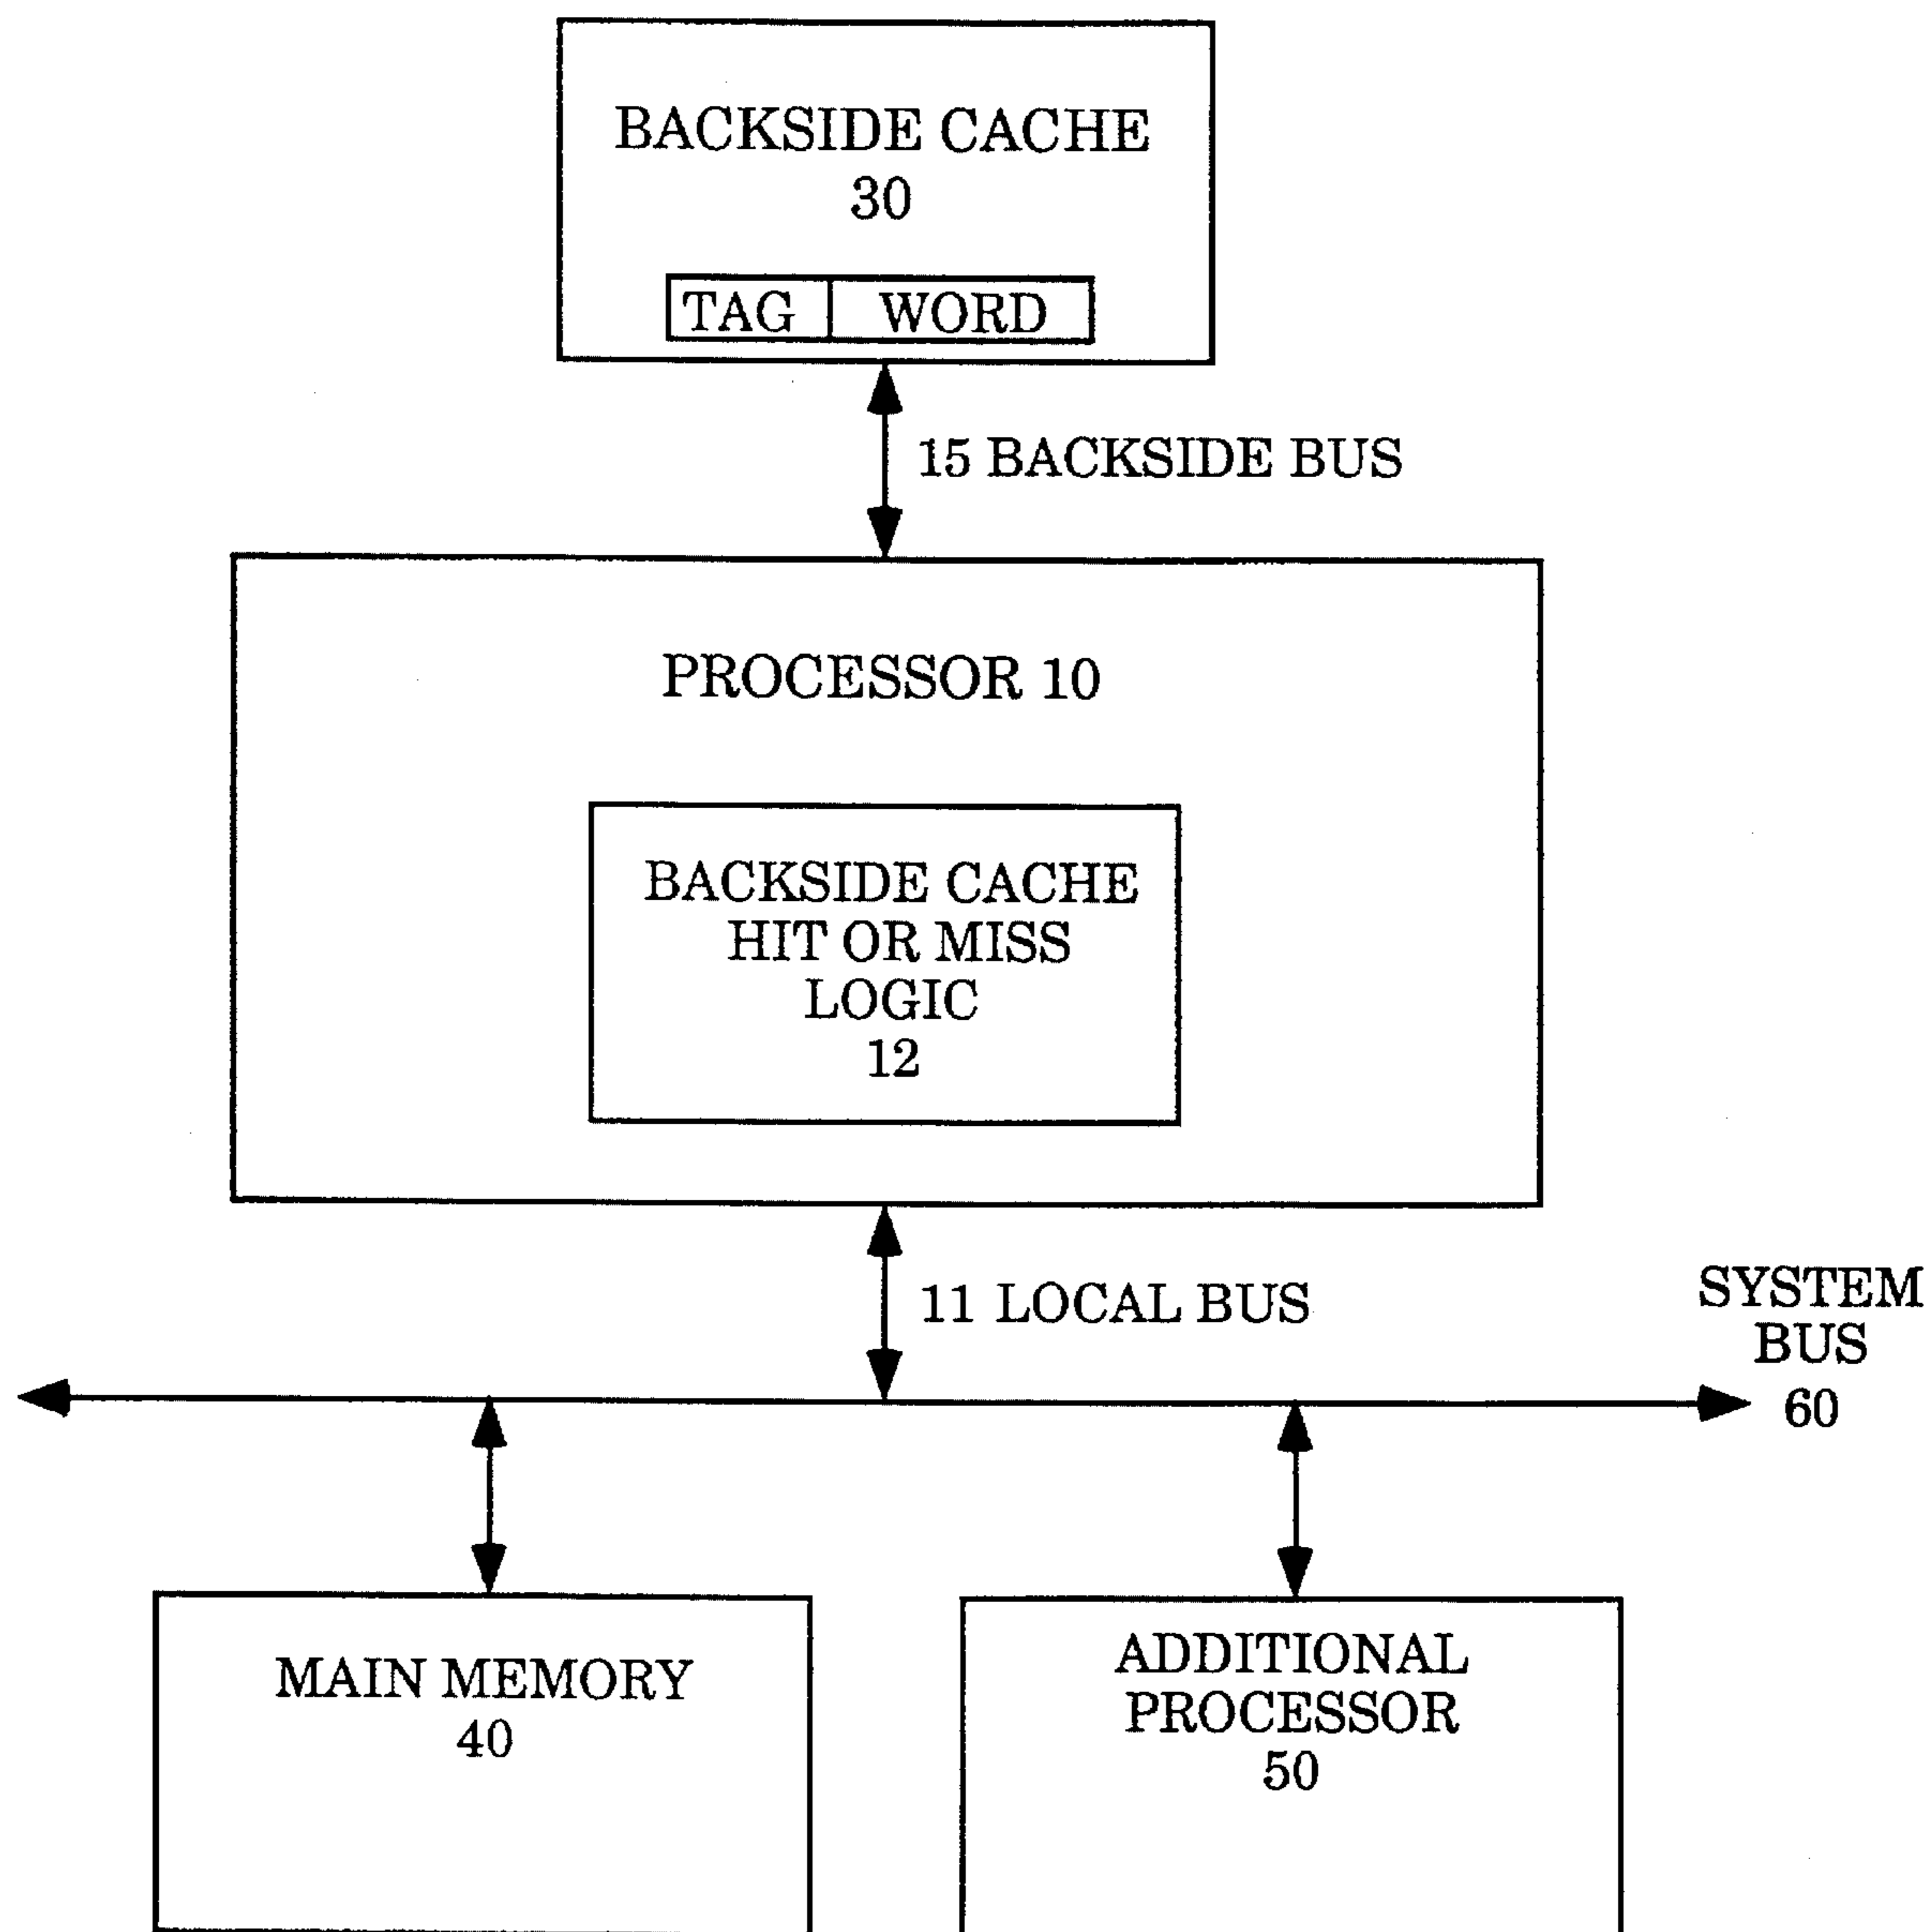 BACKSIDE CACHE
30
TAG WORD
15 BACKSIDE BUS
PROCESSOR 10
BACKSIDE CACHE
HIT OR MISS
LOGIC
12
11 LOCAL BUS
SYSTEM
BUS
60
MAIN MEMORY
40
ADDITIONAL
PROCESSOR
50